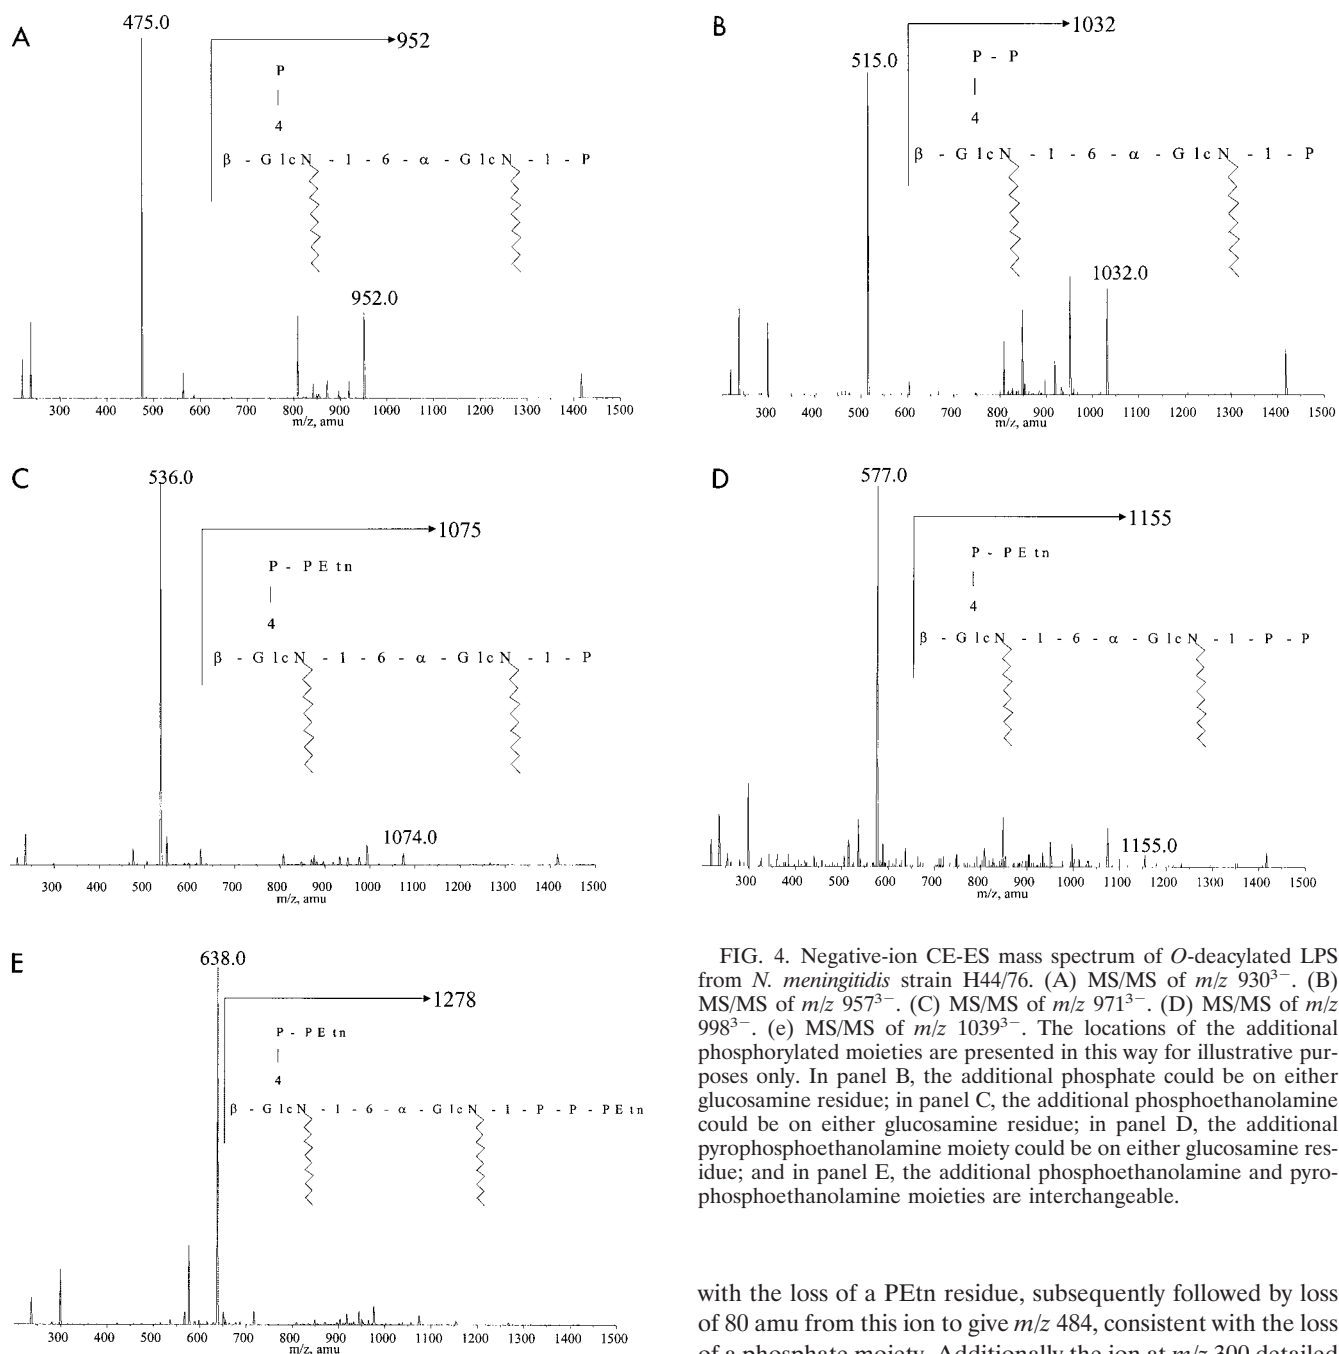 A
475.0
952
P
4
β - GlcN - 1 - 6 - α - GlcN - 1 - P
952.0
300 400 500 600 700 800 900 1000 1100 1200 1400 1500
m/z, amu
B
1032
515.0
P - P
4
β - GlcN - 1 - 6 - α - GlcN - 1 - P
1032.0
300 400 500 600 700 800 900 1000 1100 1200 1300 1400 1500
m/z, amu
C
536.0
1075
P - PEtn
4
β - GlcN - 1 - 6 - α - GlcN - 1 - P
1074.0
300 400 500 600 700 800 900 1000 1100 1200 1300 1400 1500
m/z, amu
D
577.0
1155
P - PEtn
4
β - GlcN - 1 - 6 - α - GlcN - 1 - P - P
1155.0
300 400 500 600 700 800 900 1000 1100 1200 1300 1400 1500
m/z, amu
E
638.0
1278
P - PEtn
4
β - GlcN - 1 - 6 - α - GlcN - 1 - P - P - PEtn
300 400 500 600 700 800 900 1000 1100 1200 1300 1400 1500
m/z, amu
FIG. 4. Negative-ion CE-ES mass spectrum of O-deacylated LPS
from N. meningitidis strain H44/76. (A) MS/MS of m/z 930³⁻. (B)
MS/MS of m/z 957³⁻. (C) MS/MS of m/z 971³⁻. (D) MS/MS of m/z
998³⁻. (e) MS/MS of m/z 1039³⁻. The locations of the additional
phosphorylated moieties are presented in this way for illustrative pur-
poses only. In panel B, the additional phosphate could be on either
glucosamine residue; in panel C, the additional phosphoethanolamine
could be on either glucosamine residue; in panel D, the additional
pyrophosphoethanolamine moiety could be on either glucosamine res-
idue; and in panel E, the additional phosphoethanolamine and pyro-
phosphoethanolamine moieties are interchangeable.
with the loss of a PEtn residue, subsequently followed by loss
of 80 amu from this ion to give m/z 484, consistent with the loss
of a phosphate moiety. Additionally the ion at m/z 300 detailed